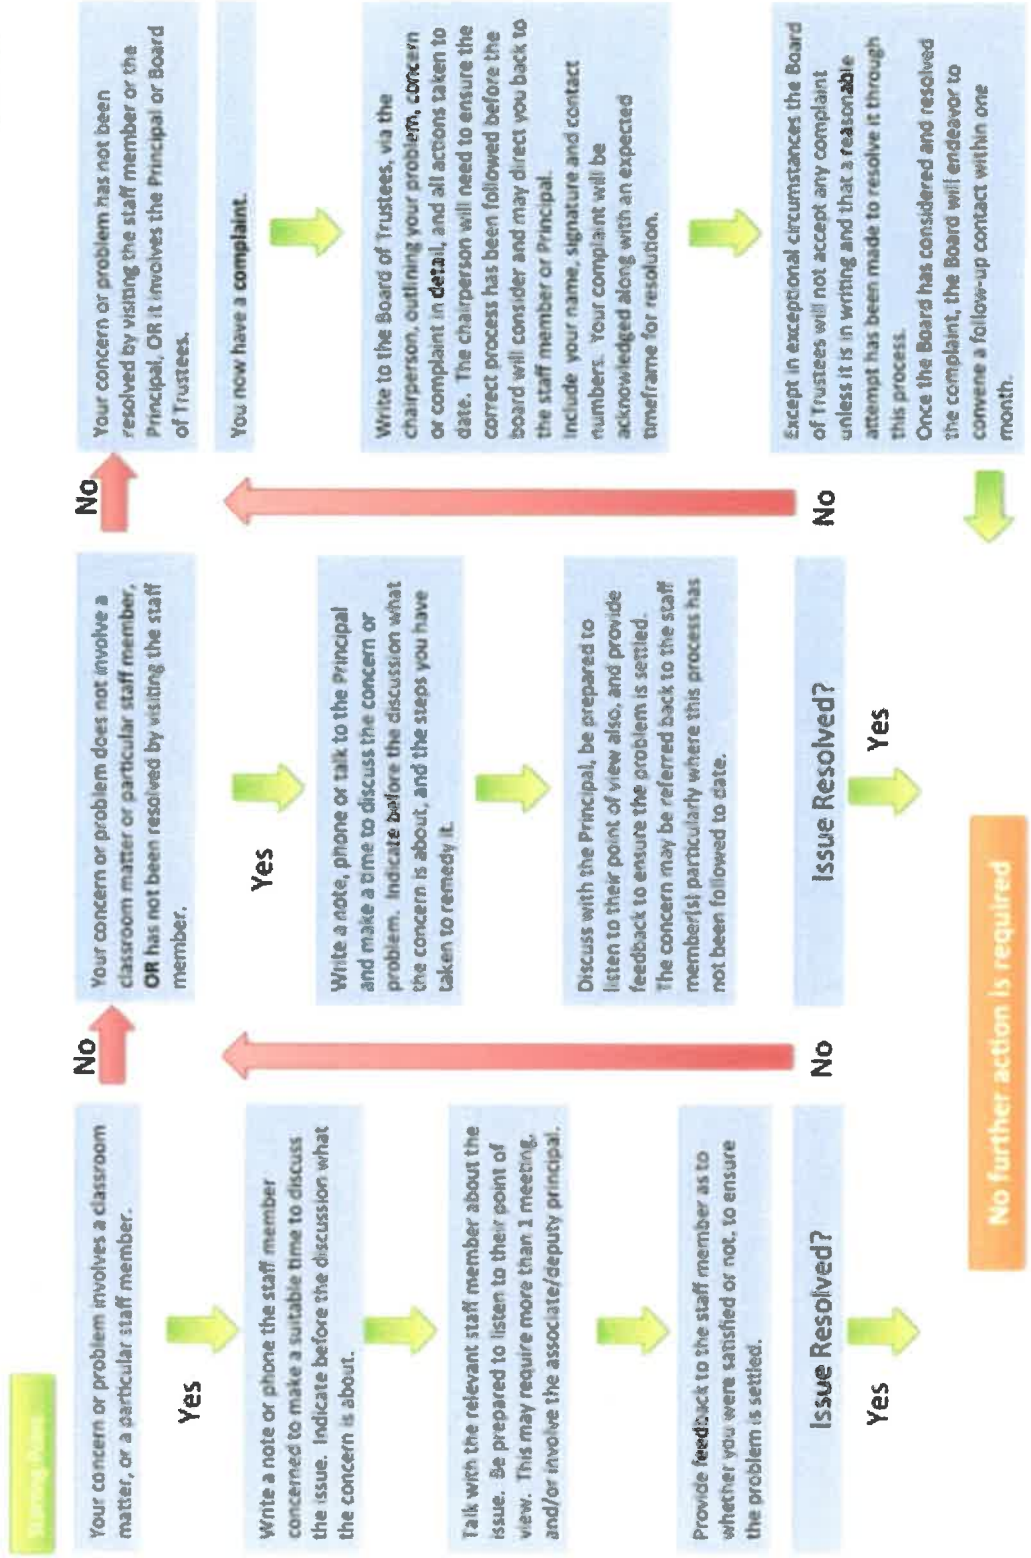 Your concern or problem involves a classroom
matter, or a particular staff member.
No
Yes
Write a note or phone the staff member
concerned to make a suitable time to discuss
the issue. Indicate before the discussion what
the concern is about.
Talk with the relevant staff member about the
issue. Be prepared to listen to their point of
view. This may require more than 1 meeting,
and/or involve the associate/deputy principal.
Provide feedback to the staff member as to
whether you were satisfied or not, to ensure
the problem is settled.
Issue Resolved?
No
Yes
Your concern or problem does not involve a
classroom matter or particular staff member,
OR has not been resolved by visiting the staff
member.
No
Yes
Write a note, phone or talk to the Principal
and make a time to discuss the concern or
problem. Indicate before the discussion what
the concern is about, and the steps you have
taken to remedy it.
Discuss with the Principal, be prepared to
listen to their point of view also, and provide
feedback to ensure the problem is settled.
The concern may be referred back to the staff
member(s) particularly where this process has
not been followed to date.
Issue Resolved?
No
Yes
Your concern or problem has not been
resolved by visiting the staff member or the
Principal, OR it involves the Principal or Board
of Trustees.
You now have a complaint.
Write to the Board of Trustees, via the
chairperson, outlining your problem, concern
or complaint in detail, and all actions taken to
date. The chairperson will need to ensure the
correct process has been followed before the
board will consider and may direct you back to
the staff member or Principal.
Include your name, signature and contact
numbers. Your complaint will be
acknowledged along with an expected
timeframe for resolution.
Except in exceptional circumstances the Board
of Trustees will not accept any complaint
unless it is in writing and that a reasonable
attempt has been made to resolve it through
this process.
Once the Board has considered and resolved
the complaint, the Board will endeavor to
convene a follow-up contact within one
month.
No further action is required